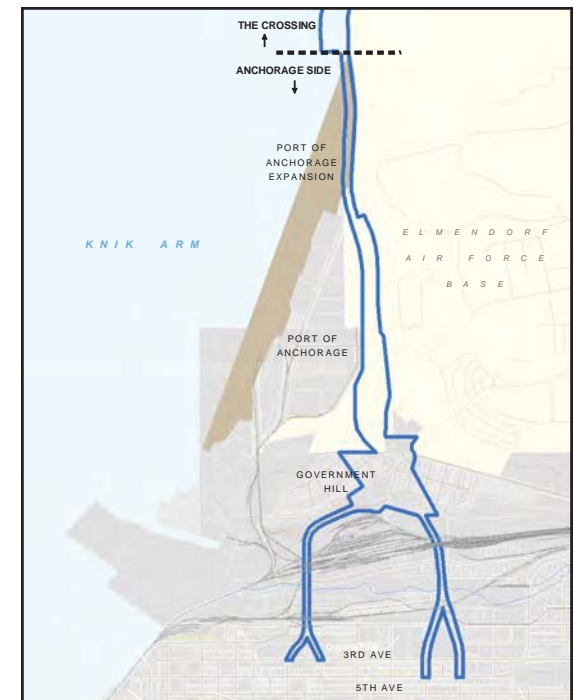 THE CROSSING
ANCHORAGE SIDE
PORT OF
ANCHORAGE
EXPANSION
KNIK ARM
ELMENDORF
AIR FORCE
BASE
PORT OF
ANCHORAGE
GOVERNMENT
HILL
3RD AVE
5TH AVE